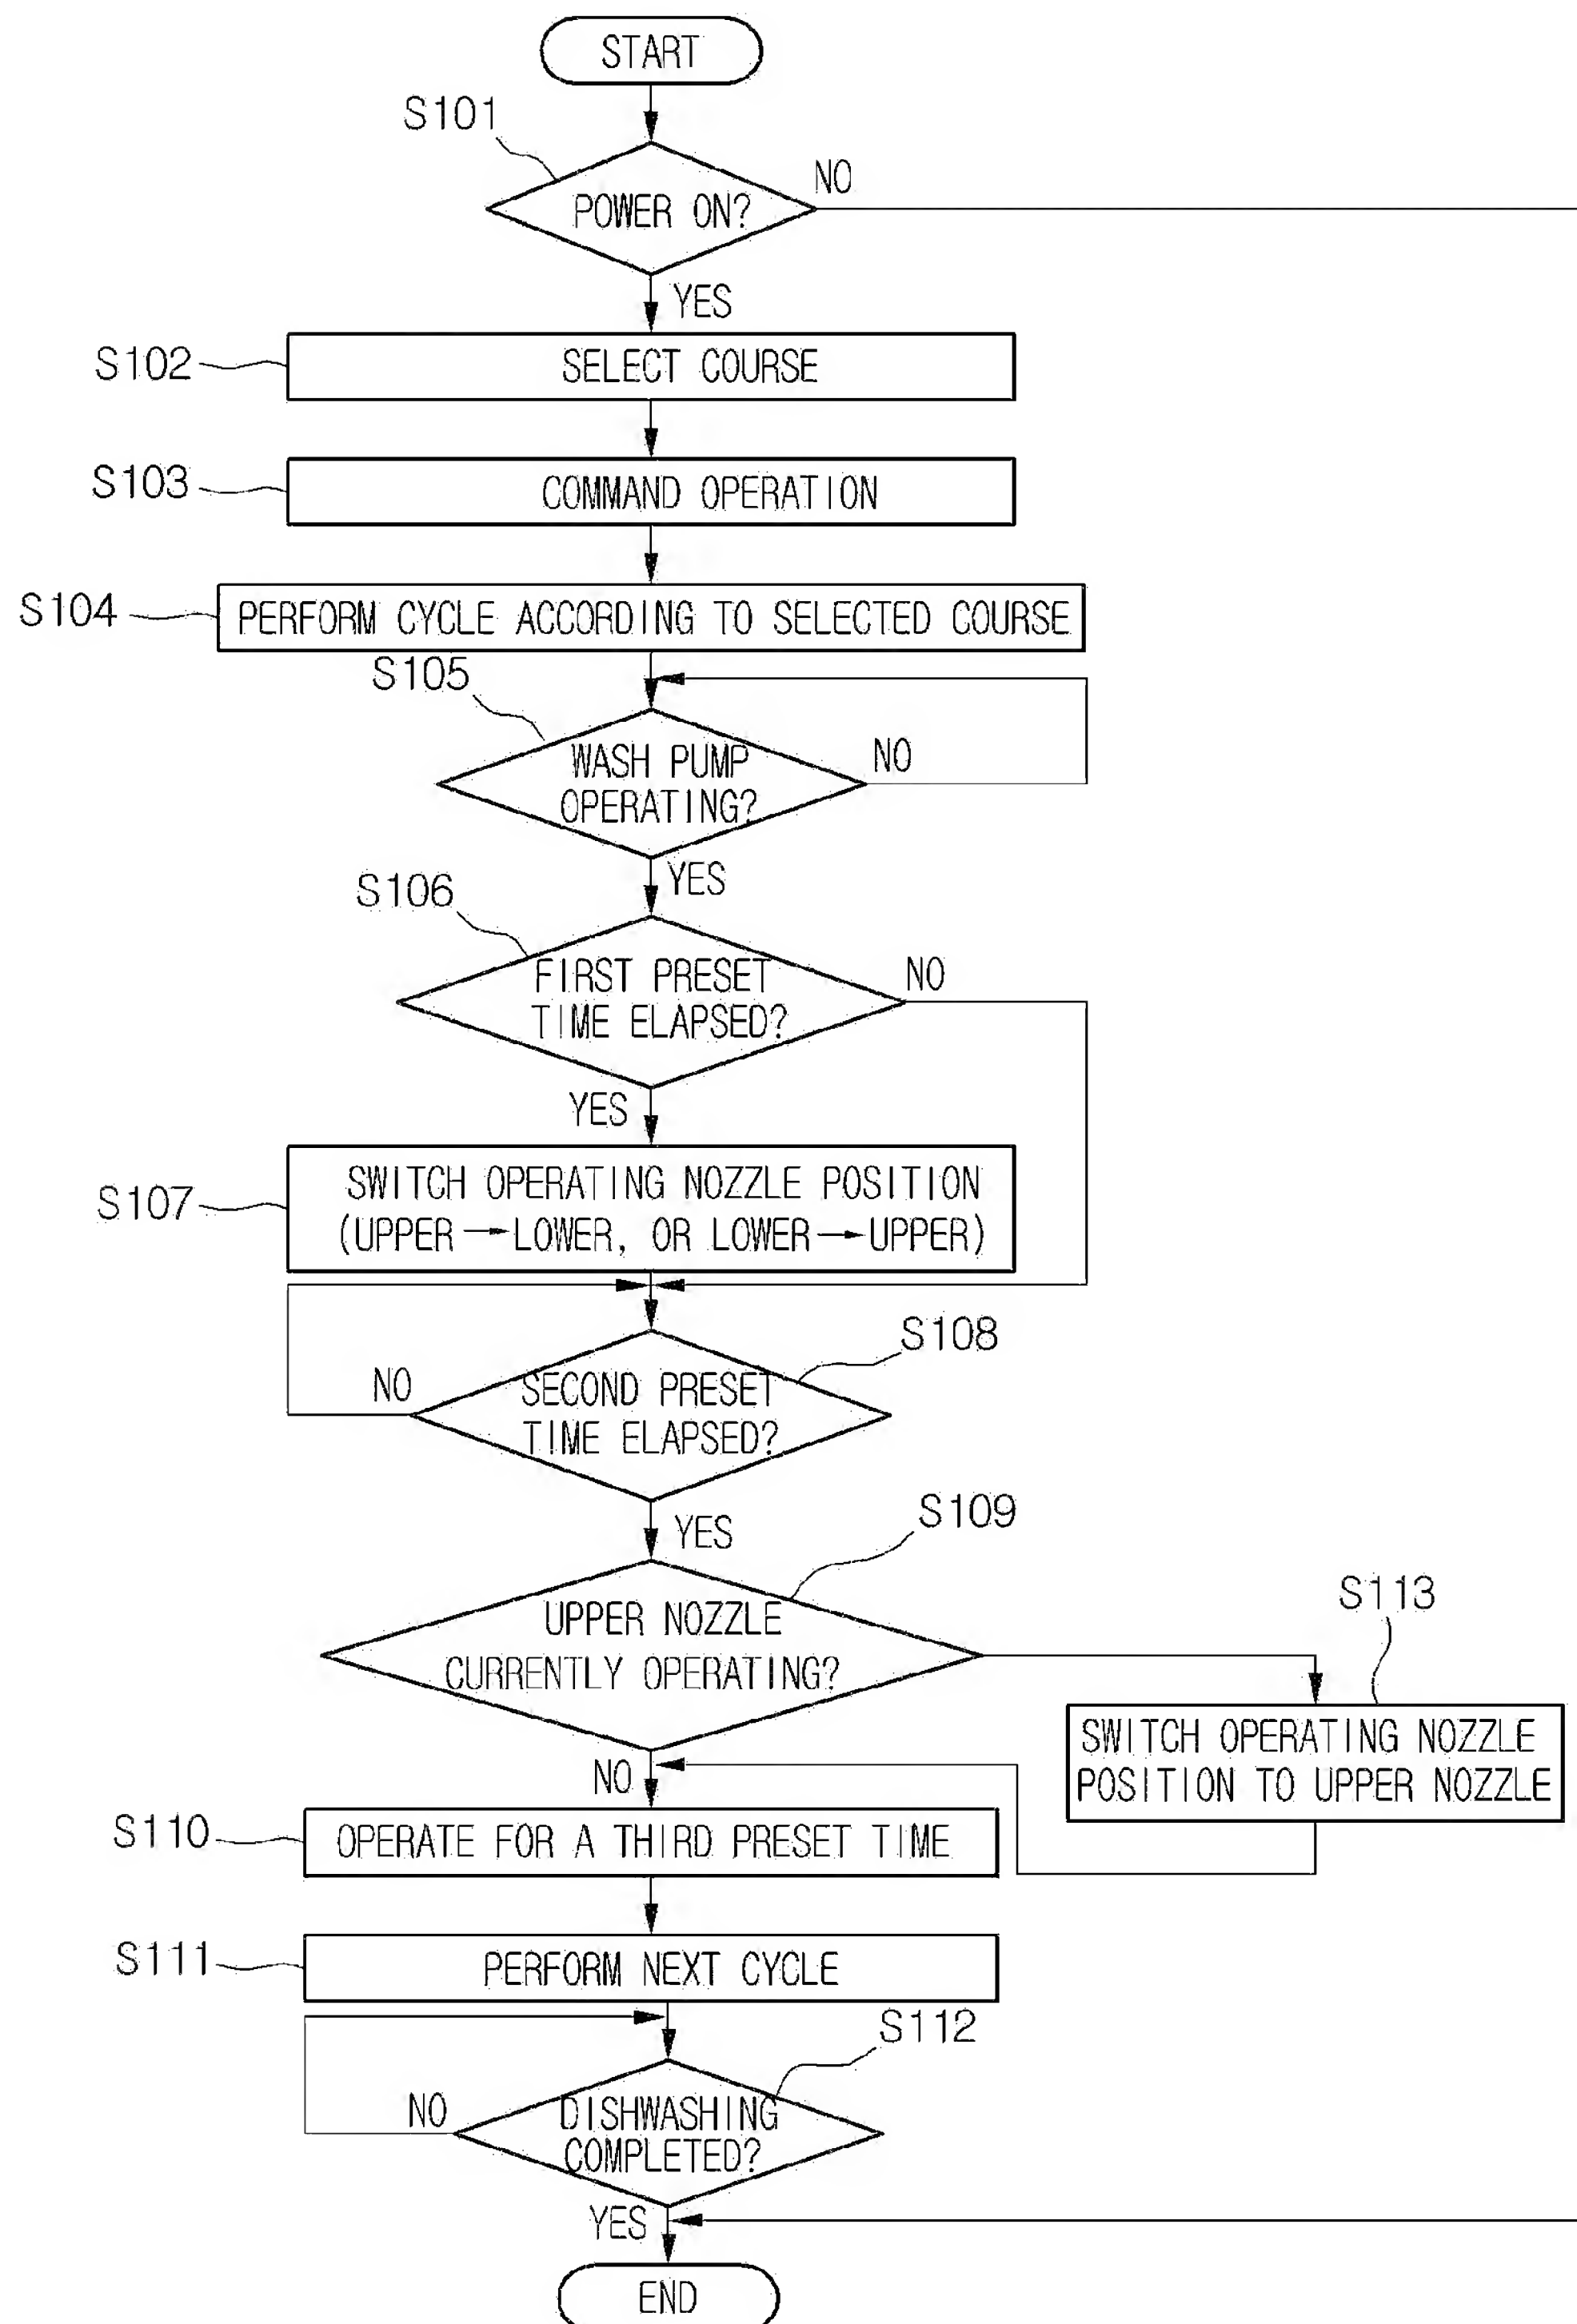 START
S101
POWER ON?
NO
YES
S102
SELECT COURSE
S103
COMMAND OPERATION
S104
PERFORM CYCLE ACCORDING TO SELECTED COURSE
S105
WASH PUMP
OPERATING?
NO
YES
S106
FIRST PRESET
TIME ELAPSED?
NO
YES
S107
SWITCH OPERATING NOZZLE POSITION
(UPPER→LOWER, OR LOWER→UPPER)
S108
SECOND PRESET
TIME ELAPSED?
NO
YES
S109
UPPER NOZZLE
CURRENTLY OPERATING?
S113
SWITCH OPERATING NOZZLE
POSITION TO UPPER NOZZLE
NO
S110
OPERATE FOR A THIRD PRESET TIME
S111
PERFORM NEXT CYCLE
S112
DISHWASHING
COMPLETED?
NO
YES
END